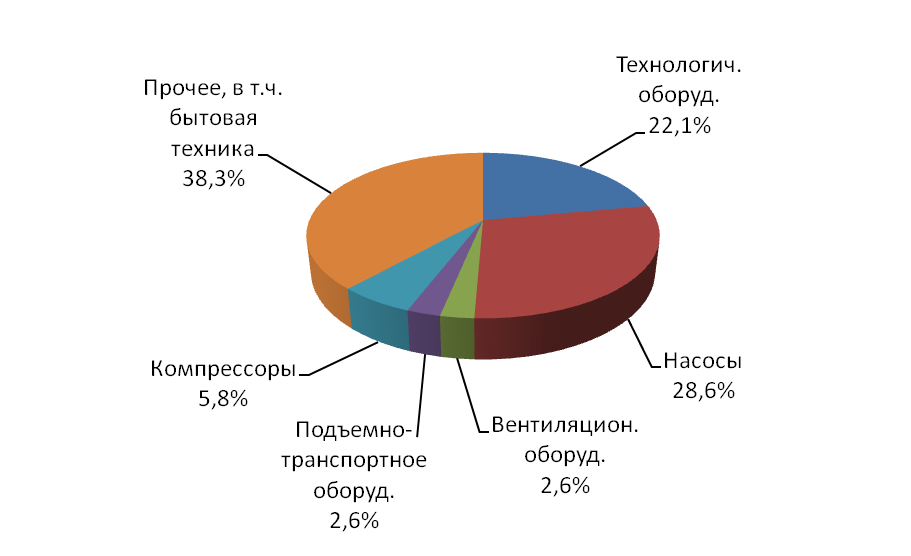 Технологич.
оборуд.
22,1%
Прочее, в т.ч.
бытовая
техника
38,3%
Насосы
28,6%
Компрессоры
5,8%
Вентиляцион.
оборуд.
2,6%
Подъемно-
транспортное
оборуд.
2,6%